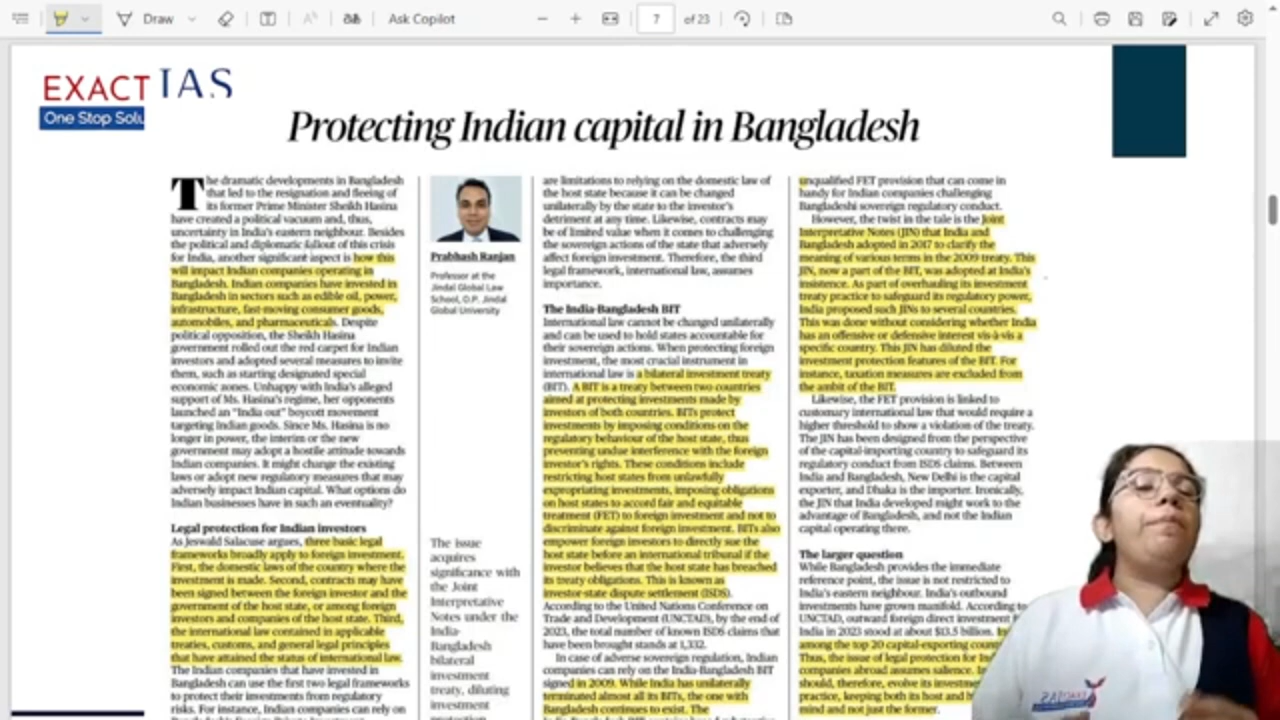 Draw
Ask Copilot
7
of 23
EXACT IAS
One Stop Solu
Protecting Indian capital in Bangladesh
The dramatic developments in Bangladesh
that led to the resignation and fleeing of
its former Prime Minister Sheikh Hasina
have created a political vacuum and, thus,
uncertainty in India's eastern neighbour. Besides
the political and diplomatic fallout of this crisis
for India, another significant aspect is how this
will impact Indian companies operating in
Bangladesh. Indian companies have invested in
Bangladesh in sectors such as edible oil, power,
infrastructure, fast-moving consumer goods,
automobiles, and pharmaceuticals. Despite
political opposition, the Sheikh Hasina
government rolled out the red carpet for Indian
investors and adopted several measures to invite
them, such as starting designated special
economic zones. Unhappy with India's alleged
support of Ms. Hasina's regime, her opponents
launched an "India out" boycott movement
targeting Indian goods. Since Ms. Hasina is no
longer in power, the interim or the new
government may adopt a hostile attitude towards
Indian companies. It might change the existing
laws or adopt new regulatory measures that may
adversely impact Indian capital. What options do
Indian businesses have in such an eventuality?
Legal protection for Indian investors
As Jeswald Salacuse argues, three basic legal
frameworks broadly apply to foreign investment.
First, the domestic laws of the country where the
investment is made. Second, contracts may have
been signed between the foreign investor and the
government of the host state, or among foreign
investors and companies of the host state. Third,
the international law contained in applicable
treaties, customs, and general legal principles
that have attained the status of international law.
The Indian companies that have invested in
Bangladesh can use the first two legal frameworks
to protect their investments from regulatory
risks. For instance, Indian companies can rely on
Prabhash Ranjan
Professor at the
Jindal Global Law
School, O.P. Jindal
Global University
The issue
acquires
significance with
the Joint
Interpretative
Notes under the
India-
Bangladesh
bilateral
investment
treaty, diluting
investment
are limitations to relying on the domestic law of
the host state because it can be changed
unilaterally by the state to the investor's
detriment at any time. Likewise, contracts may
be of limited value when it comes to challenging
the sovereign actions of the state that adversely
affect foreign investment. Therefore, the third
legal framework, international law, assumes
importance.
The India-Bangladesh BIT
International law cannot be changed unilaterally
and can be used to hold states accountable for
their sovereign actions. When protecting foreign
investment, the most crucial instrument in
international law is a bilateral investment treaty
(BIT). A BIT is a treaty between two countries
aimed at protecting investments made by
investors of both countries. BITs protect
investments by imposing conditions on the
regulatory behaviour of the host state, thus
preventing undue interference with the foreign
investor's rights. These conditions include
restricting host states from unlawfully
expropriating investments, imposing obligations
on host states to accord fair and equitable
treatment (FET) to foreign investment and not to
discriminate against foreign investment. BITs also
empower foreign investors to directly sue the
host state before an international tribunal if the
investor believes that the host state has breached
its treaty obligations. This is known as
investor-state dispute settlement (ISDS).
According to the United Nations Conference on
Trade and Development (UNCTAD), by the end of
2023, the total number of known ISDS claims that
have been brought stands at 1,332.
In case of adverse sovereign regulation, Indian
companies can rely on the India-Bangladesh BIT
signed in 2009. While India has unilaterally
terminated almost all its BITs, the one with
Bangladesh continues to exist. The
unqualified FET provision that can come in
handy for Indian companies challenging
Bangladeshi sovereign regulatory conduct.
However, the twist in the tale is the Joint
Interpretative Notes (JIN) that India and
Bangladesh adopted in 2017 to clarify the
meaning of various terms in the 2009 treaty. This
JIN, now a part of the BIT, was adopted at India's
insistence. As part of overhauling its investment
treaty practice to safeguard its regulatory power,
India proposed such JINs to several countries.
This was done without considering whether India
has an offensive or defensive interest vis-à-vis a
specific country. This JIN has diluted the
investment protection features of the BIT. For
instance, taxation measures are excluded from
the ambit of the BIT.
Likewise, the FET provision is linked to
customary international law that would require a
higher threshold to show a violation of the treaty.
The JIN has been designed from the perspective
of the capital-importing country to safeguard its
regulatory conduct from ISDS claims. Between
India and Bangladesh, New Delhi is the capital
exporter, and Dhaka is the importer. Ironically,
the JIN that India developed might work to the
advantage of Bangladesh, and not the Indian
capital operating there.
The larger question
While Bangladesh provides the immediate
reference point, the issue is not restricted to
India's eastern neighbour. India's outbound
investments have grown manifold. According to
UNCTAD, outward foreign direct investment
India in 2023 stood at about $13.5 billion.
among the top 20 capital-exporting
Thus, the issue of legal protection for
companies abroad assumes salience.
should, therefore, evolve its
practice, keeping both its host and
mind and not just the former.